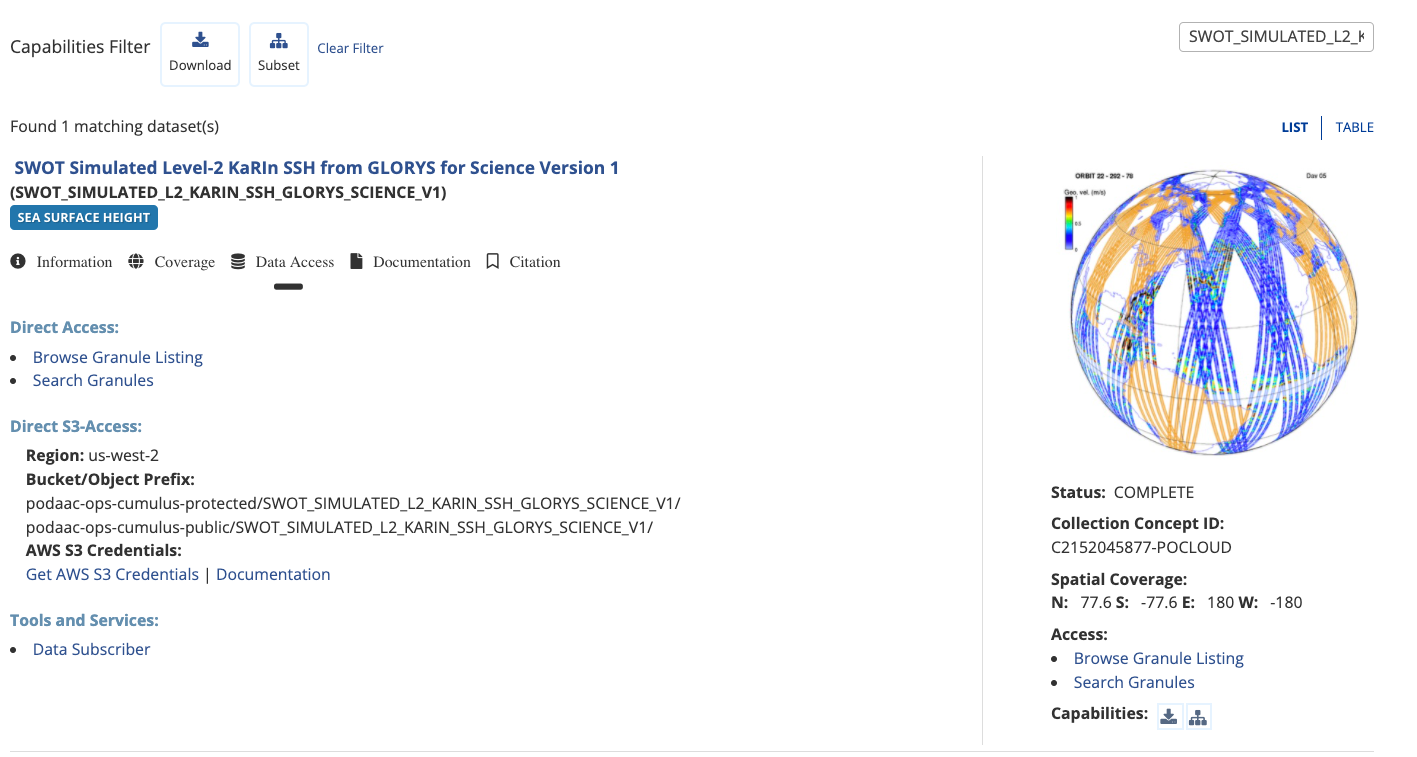 Capabilities Filter
Download
Subset
Clear Filter
SWOT_SIMULATED_L2_K
Found 1 matching dataset(s)
LIST
TABLE
SWOT Simulated Level-2 KaRIn SSH from GLORYS for Science Version 1
(SWOT_SIMULATED_L2_KARIN_SSH_GLORYS_SCIENCE_V1)
SEA SURFACE HEIGHT
Information
Coverage
Data Access
Documentation
Citation
Direct Access:
Browse Granule Listing
Search Granules
Direct S3-Access:
Region: us-west-2
Bucket/Object Prefix:
podaac-ops-cumulus-protected/SWOT_SIMULATED_L2_KARIN_SSH_GLORYS_SCIENCE_V1/
podaac-ops-cumulus-public/SWOT_SIMULATED_L2_KARIN_SSH_GLORYS_SCIENCE_V1/
AWS S3 Credentials:
Get AWS S3 Credentials | Documentation
Tools and Services:
Data Subscriber
ORBIT 22 - 292 - 78
Day 05
Geo. vel. (m/s)
0.5
Status: COMPLETE
Collection Concept ID:
C2152045877-POCLOUD
Spatial Coverage:
N: 77.6 S: -77.6 E: 180 W: -180
Access:
Browse Granule Listing
Search Granules
Capabilities: